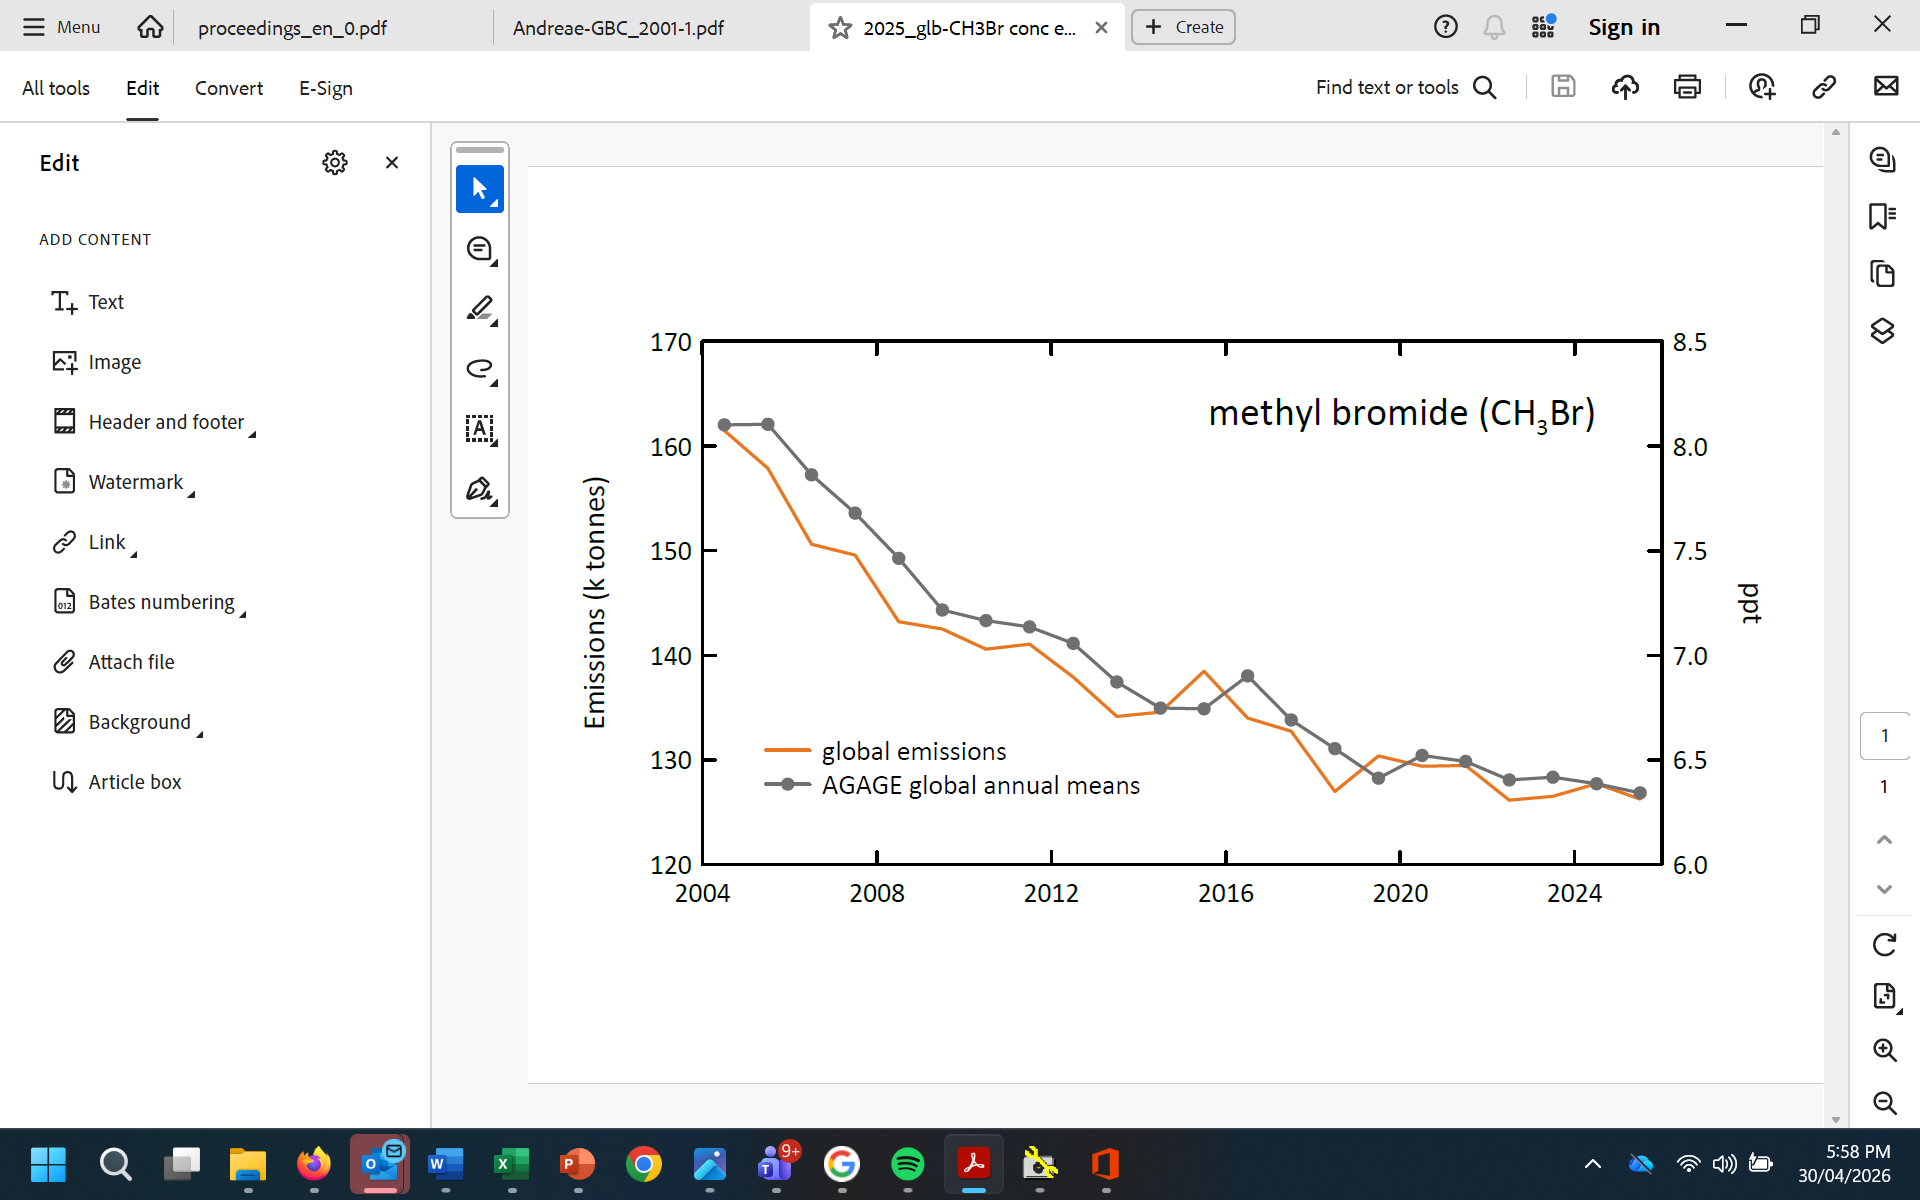 Menu
proceedings_en_0.pdf
Andreae-GBC_2001-1.pdf
2025_glb-CH3Br conc e...
Create
Sign in
All tools
Edit
Convert
E-Sign
Find text or tools
Edit
ADD CONTENT
Text
Image
Header and footer
Watermark
Link
012
Bates numbering
Attach file
Background
Article box
A
methyl bromide (CH3Br)
Emissions (k tonnes)
170
160
150
140
130
120
8.5
8.0
7.5
7.0
6.5
6.0
ppt
global emissions
AGAGE global annual means
2004
2008
2012
2016
2020
2024
1
1
9+
5:58 PM
30/04/2026